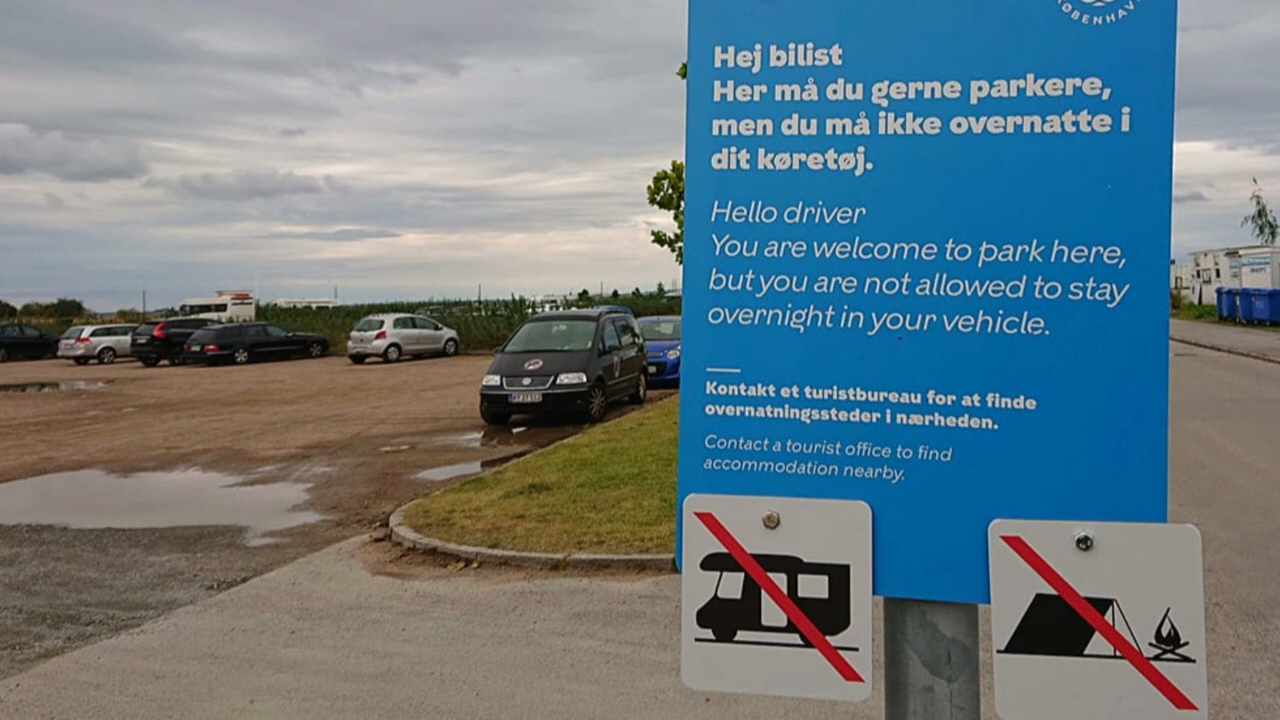 KØBENHAVN
Hej bilist
Her må du gerne parkere,
men du må ikke overnatte i
dit køretøj.
Hello driver
You are welcome to park here,
but you are not allowed to stay
overnight in your vehicle.
Kontakt et turistbureau for at finde
overnatningssteder i nærheden.
Contact a tourist office to find
accommodation nearby.